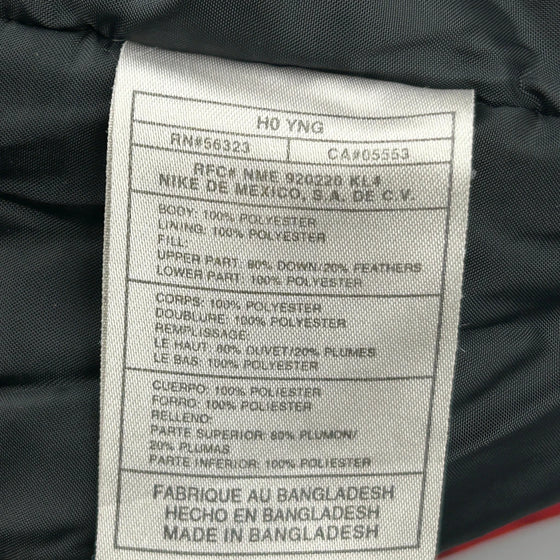 H0 YNG
RN#56323 CA#05553
RFC# NME 920220 KL4
NIKE DE MEXICO, S.A. DE C.V.
BODY: 100% POLYESTER
LINING: 100% POLYESTER
FILL:
UPPER PART: 80% DOWN/20% FEATHERS
LOWER PART: 100% POLYESTER
CORPS: 100% POLYESTER
DOUBLURE: 100% POLYESTER
REMPLISSAGE:
LE HAUT: 80% DUVET/20% PLUMES
LE BAS: 100% POLYESTER
CUERPO: 100% POLIESTER
FORRO: 100% POLIESTER
RELLENO:
PARTE SUPERIOR: 80% PLUMON/
20% PLUMAS
PARTE INFERIOR: 100% POLIESTER
FABRIQUE AU BANGLADESH
HECHO EN BANGLADESH
MADE IN BANGLADESH